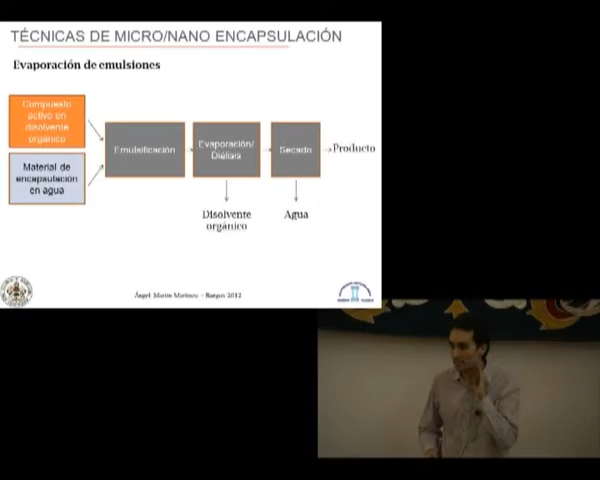 TÉCNICAS DE MICRO/NANO ENCAPSULACIÓN
Evaporación de emulsiones
Compuesto
activo en
disolvente
orgánico
Material de
encapsulación
en agua
Emulsificación
Evaporación/
Diálisis
Secado
Producto
Disolvente
orgánico
Agua
Ángel Martín Martínez – Burgos 2012